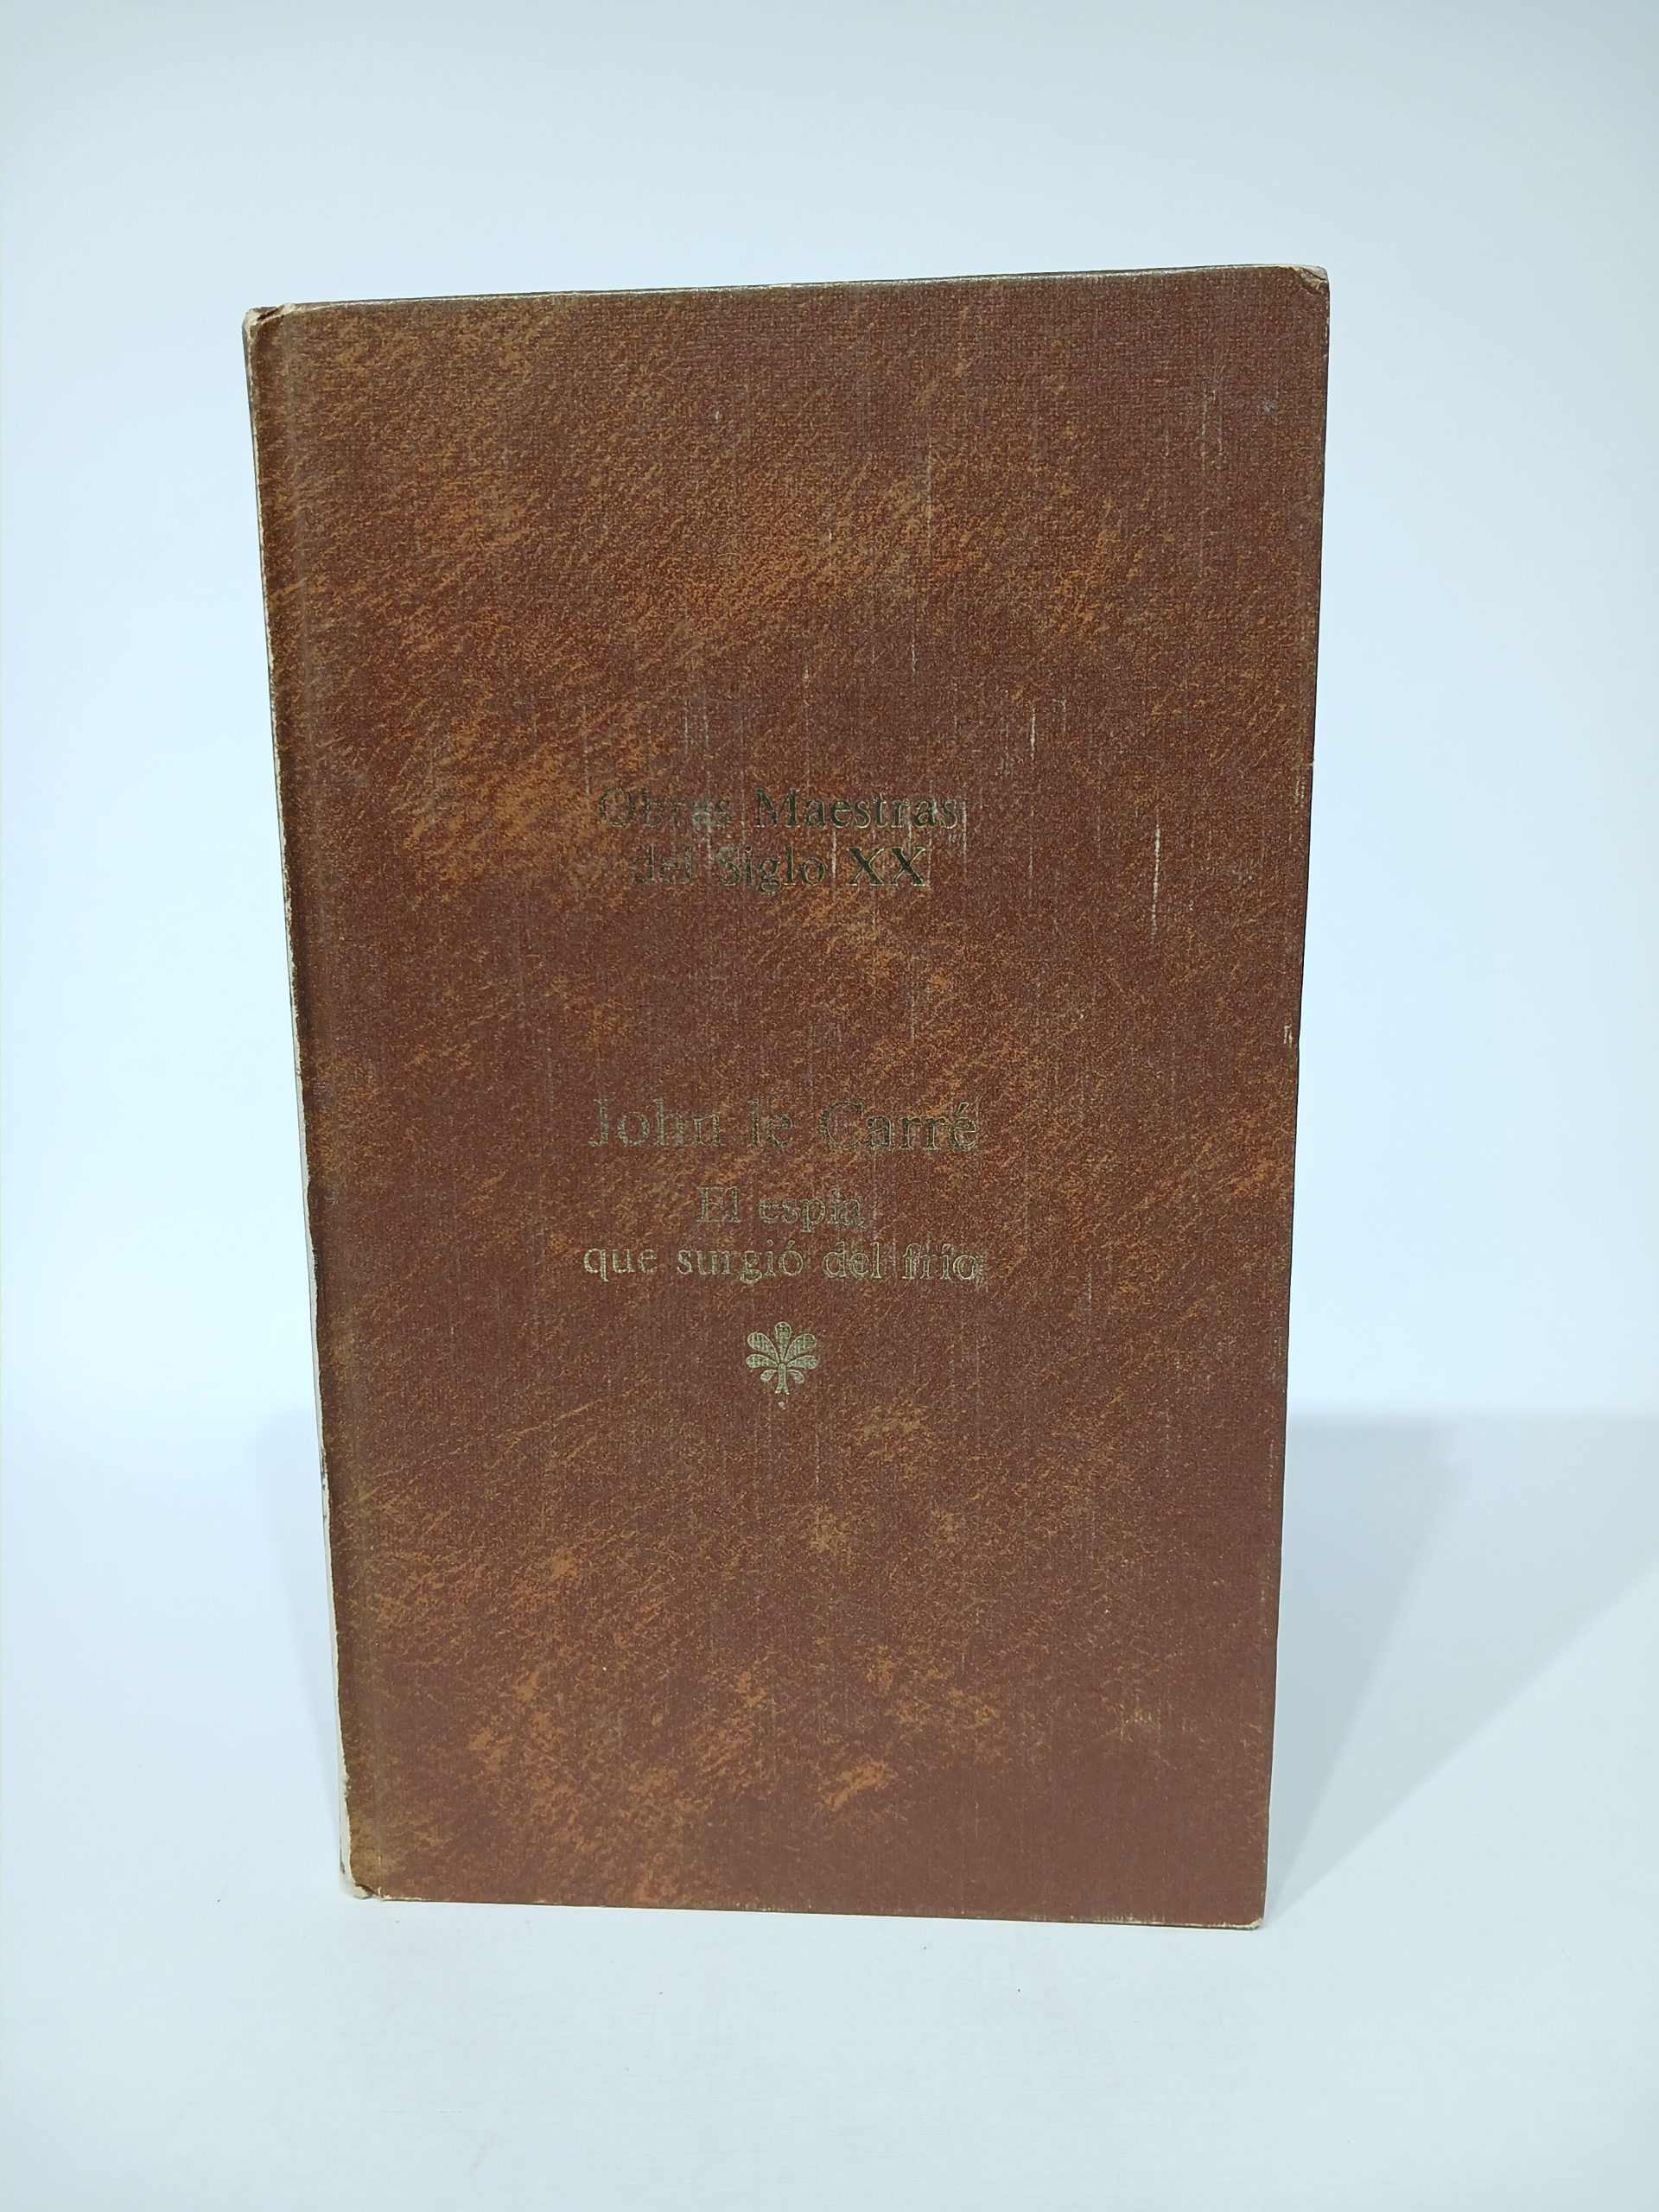 Obras Maestras
del Siglo XX
John le Carré
El espía
que surgió del frío